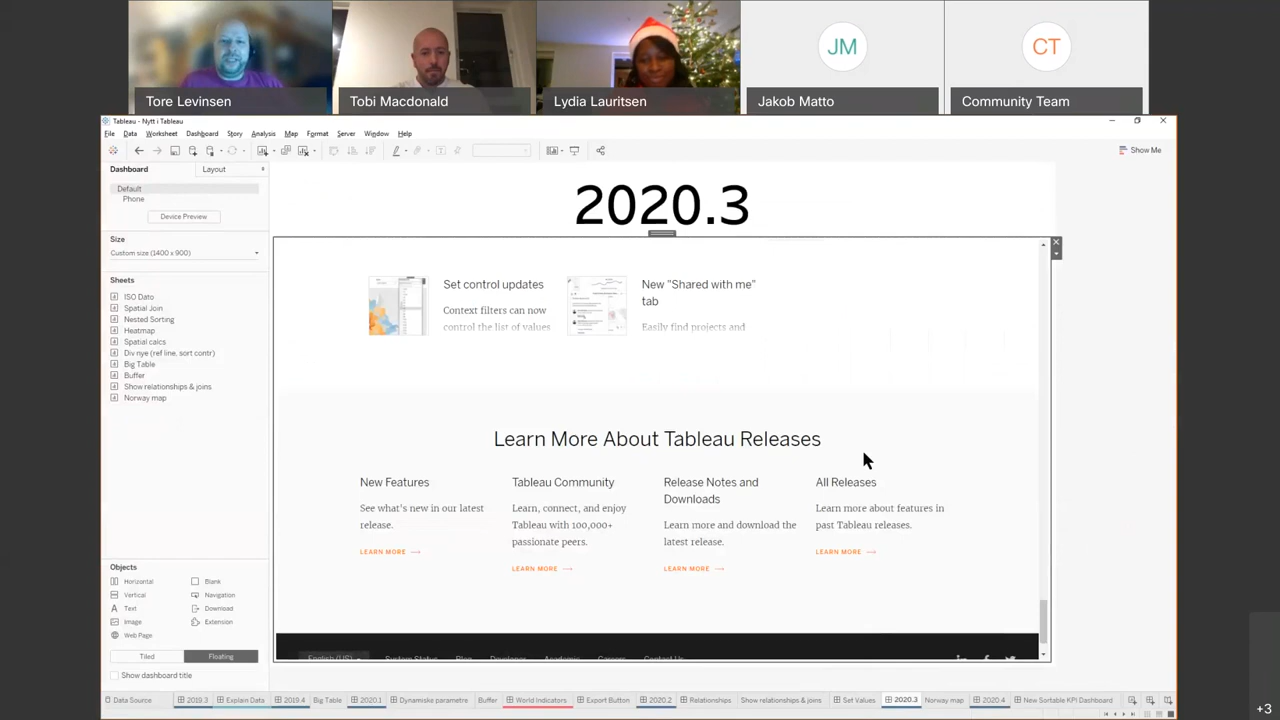 JM
CT
Tore Levinsen
Tobi Macdonald
Lydia Lauritsen
Jakob Matto
Community Team
Tableau - Nytt i Tableau
File Data Worksheet Dashboard Story Analysis Map Format Server Window Help
Show Me
Dashboard Layout
Default
Phone
Device Preview
Size
Custom size (1400 x 900)
Sheets
ISO Dato
Spatial Join
Nested Sorting
Heatmap
Spatial calcs
Div nye (ref line, sort contr)
Big Table
Buffer
Show relationships & joins
Norway map
Objects
Horizontal Blank
Vertical Navigation
Text Download
Image Extension
Web Page
Tiled Floating
Show dashboard title
2020.3
Set control updates
Context filters can now
control the list of values
New "Shared with me"
tab
Easily find projects and
Learn More About Tableau Releases
New Features
See what's new in our latest
release.
LEARN MORE
Tableau Community
Learn, connect, and enjoy
Tableau with 100,000+
passionate peers.
LEARN MORE
Release Notes and
Downloads
Learn more and download the
latest release.
LEARN MORE
All Releases
Learn more about features in
past Tableau releases.
LEARN MORE
English (US) System Status Blog Developer Academic Careers Contact Us
Data Source 2019.3 Explain Data 2019.4 Big Table 2020.1 Dynamiske parametre Buffer World Indicators Export Button 2020.2 Relationships Show relationships & joins Set Values 2020.3 Norway map 2020.4 New Sortable KPI Dashboard
+3